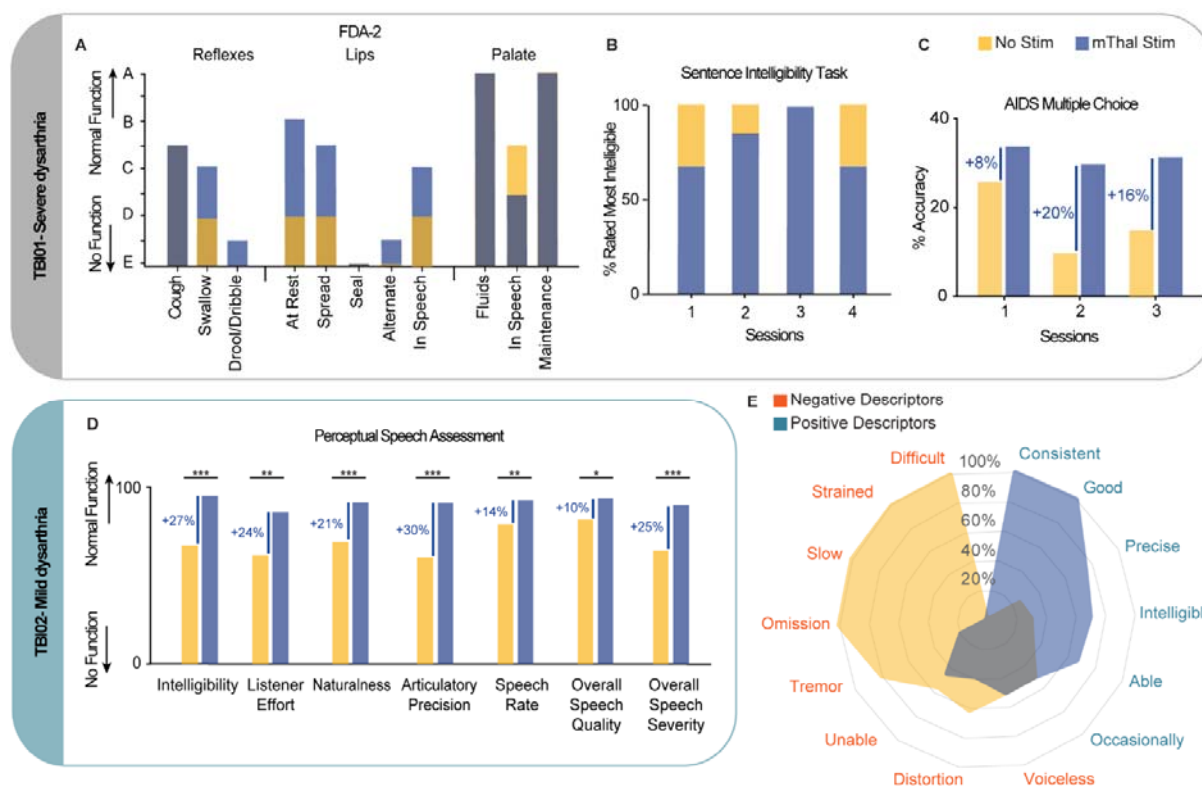 TBI01- Severe dysarthria
A
FDA-2
Reflexes
Lips
Palate
Normal Function
No Function
A
B
C
D
E
Cough
Swallow
Drool/Dribble
At Rest
Spread
Seal
Alternate
In Speech
Fluids
In Speech
Maintenance
B
Sentence Intelligibility Task
% Rated Most Intelligible
100
50
0
1 2 3 4
Sessions
C
No Stim
mThal Stim
AIDS Multiple Choice
% Accuracy
40
20
0
+8%
+20%
+16%
1 2 3
Sessions
TBI02- Mild dysarthria
D
Perceptual Speech Assessment
Normal Function
No Function
100
0
*** ** *** *** ** * ***
+27%
+24%
+21%
+30%
+14%
+10%
+25%
Intelligibility
Listener
Effort
Naturalness
Articulatory
Precision
Speech
Rate
Overall
Speech
Quality
Overall
Speech
Severity
E
Negative Descriptors
Positive Descriptors
100%
80%
60%
40%
20%
Consistent
Good
Precise
Intelligibl
Able
Occasionally
Voiceless
Distortion
Unable
Tremor
Omission
Slow
Strained
Difficult